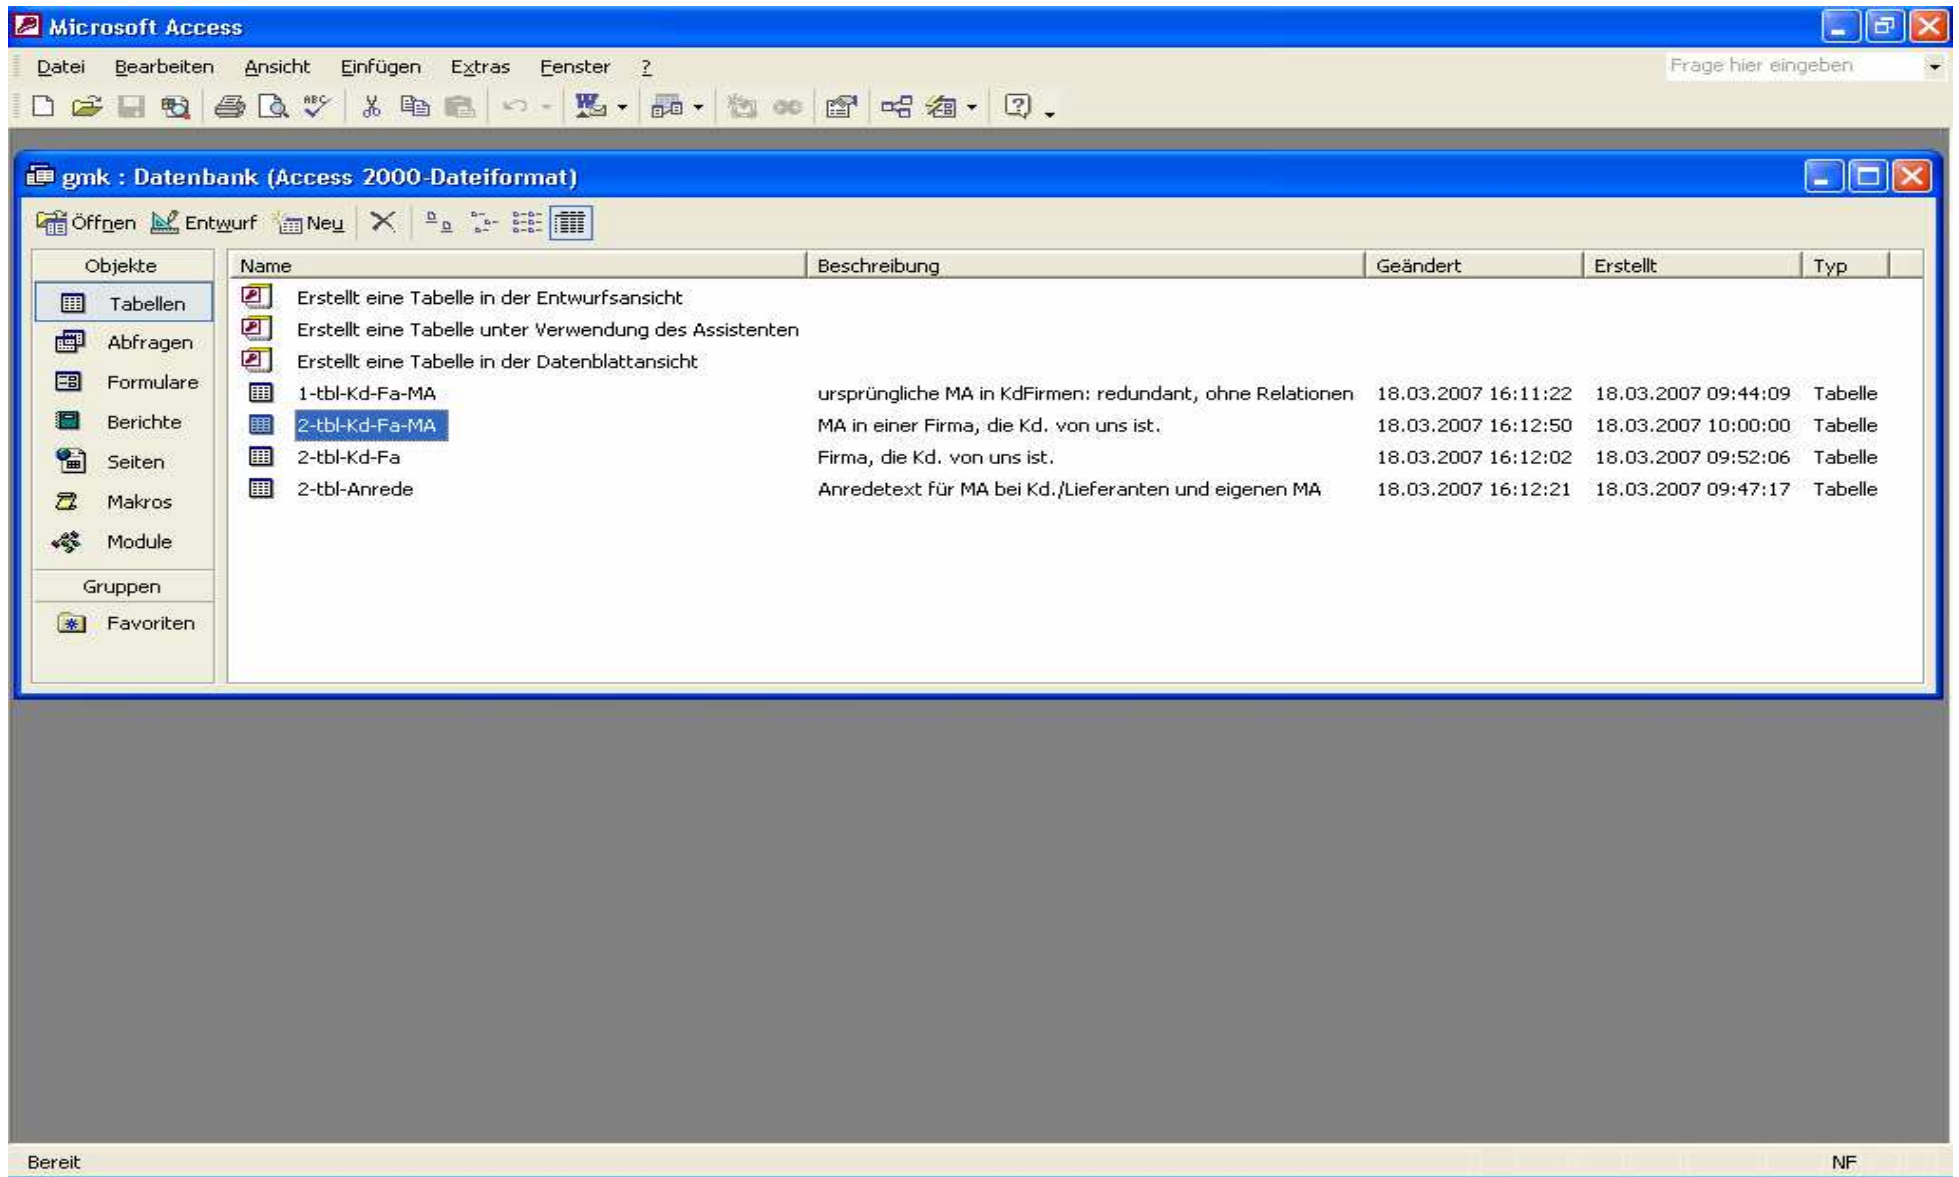 Microsoft Access
Datei Bearbeiten Ansicht Einfügen Extras Fenster ? Frage hier eingeben
gmk : Datenbank (Access 2000-Dateiformat)
Öffnen Entwurf Neu
Objekte Name Beschreibung Geändert Erstellt Typ
Tabellen Erstellt eine Tabelle in der Entwurfsansicht
Erstellt eine Tabelle unter Verwendung des Assistenten
Abfragen
Erstellt eine Tabelle in der Datenblattansicht
Formulare 1-tbl-Kd-Fa-MA ursprüngliche MA in KdFirmen: redundant, ohne Relationen 18.03.2007 16:11:22 18.03.2007 09:44:09 Tabelle
Berichte 2-tbl-Kd-Fa-MA MA in einer Firma, die Kd. von uns ist. 18.03.2007 16:12:50 18.03.2007 10:00:00 Tabelle
Seiten 2-tbl-Kd-Fa Firma, die Kd. von uns ist. 18.03.2007 16:12:02 18.03.2007 09:52:06 Tabelle
Makros 2-tbl-Anrede Anredetext für MA bei Kd./Lieferanten und eigenen MA 18.03.2007 16:12:21 18.03.2007 09:47:17 Tabelle
Module
Gruppen
Favoriten
Bereit NF